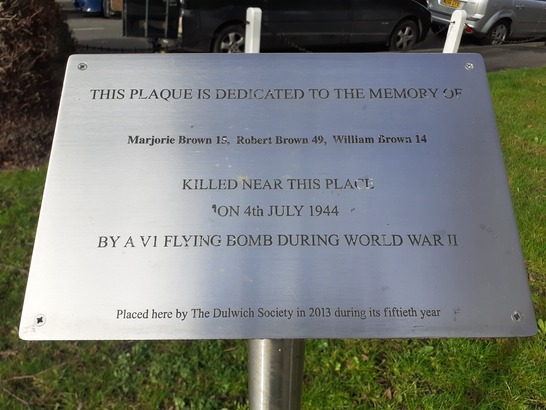 THIS PLAQUE IS DEDICATED TO THE MEMORY OF
Marjorie Brown 15, Robert Brown 49, William Brown 14
KILLED NEAR THIS PLACE
ON 4th JULY 1944
BY A V1 FLYING BOMB DURING WORLD WAR II
Placed here by The Dulwich Society in 2013 during its fiftieth year